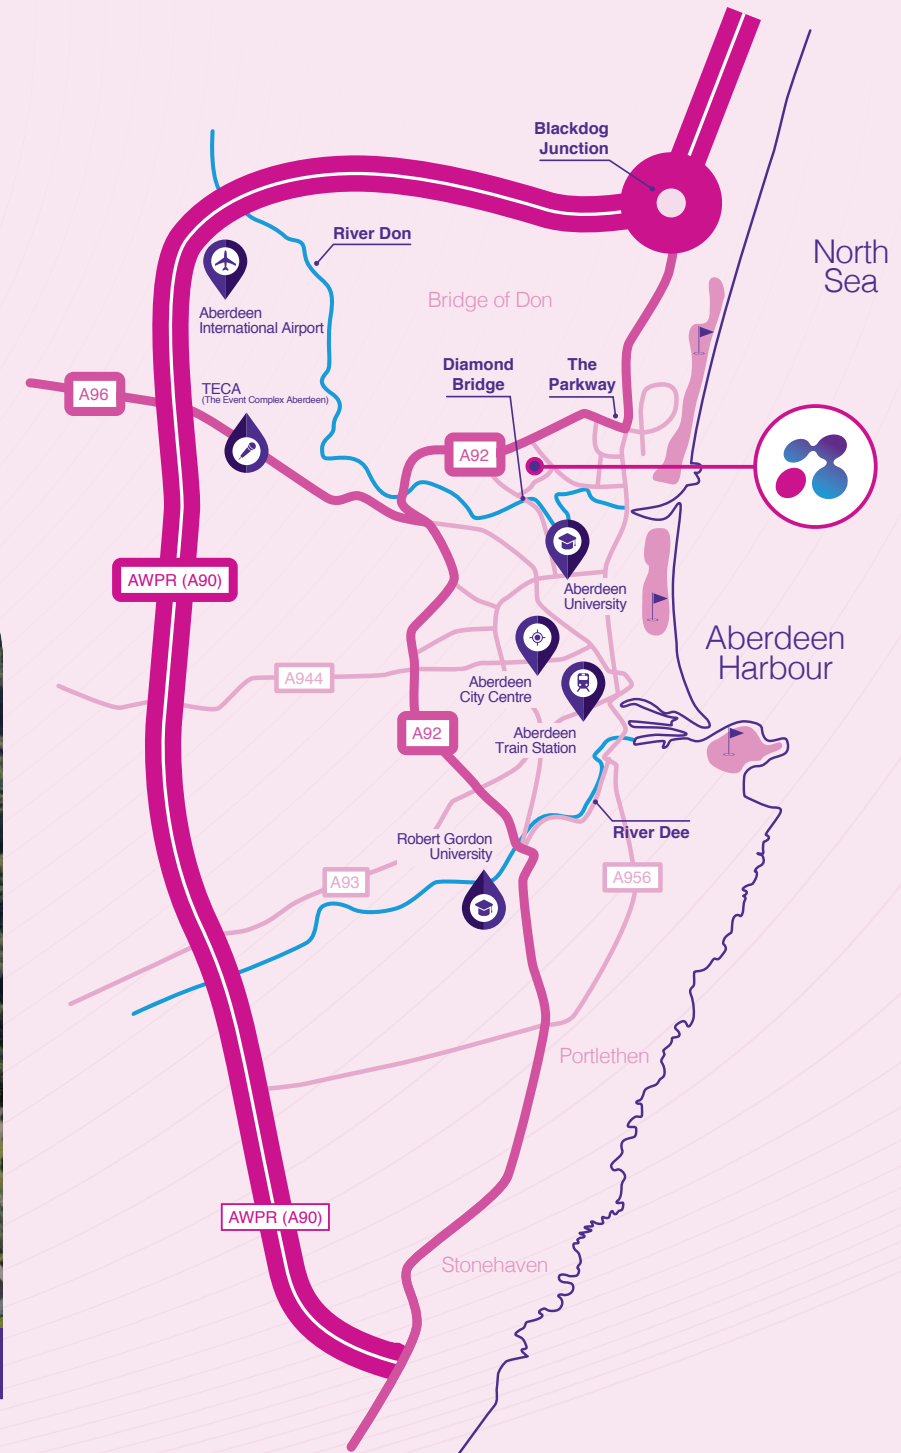 Blackdog
Junction
River Don
North
Sea
Aberdeen
International Airport
Bridge of Don
Diamond
Bridge
The
Parkway
A96
TECA
(The Event Complex Aberdeen)
A92
AWPR (A90)
Aberdeen
University
Aberdeen
Harbour
A944
Aberdeen
City Centre
A92
Aberdeen
Train Station
River Dee
Robert Gordon
University
A93
A956
Portlethen
AWPR (A90)
Stonehaven